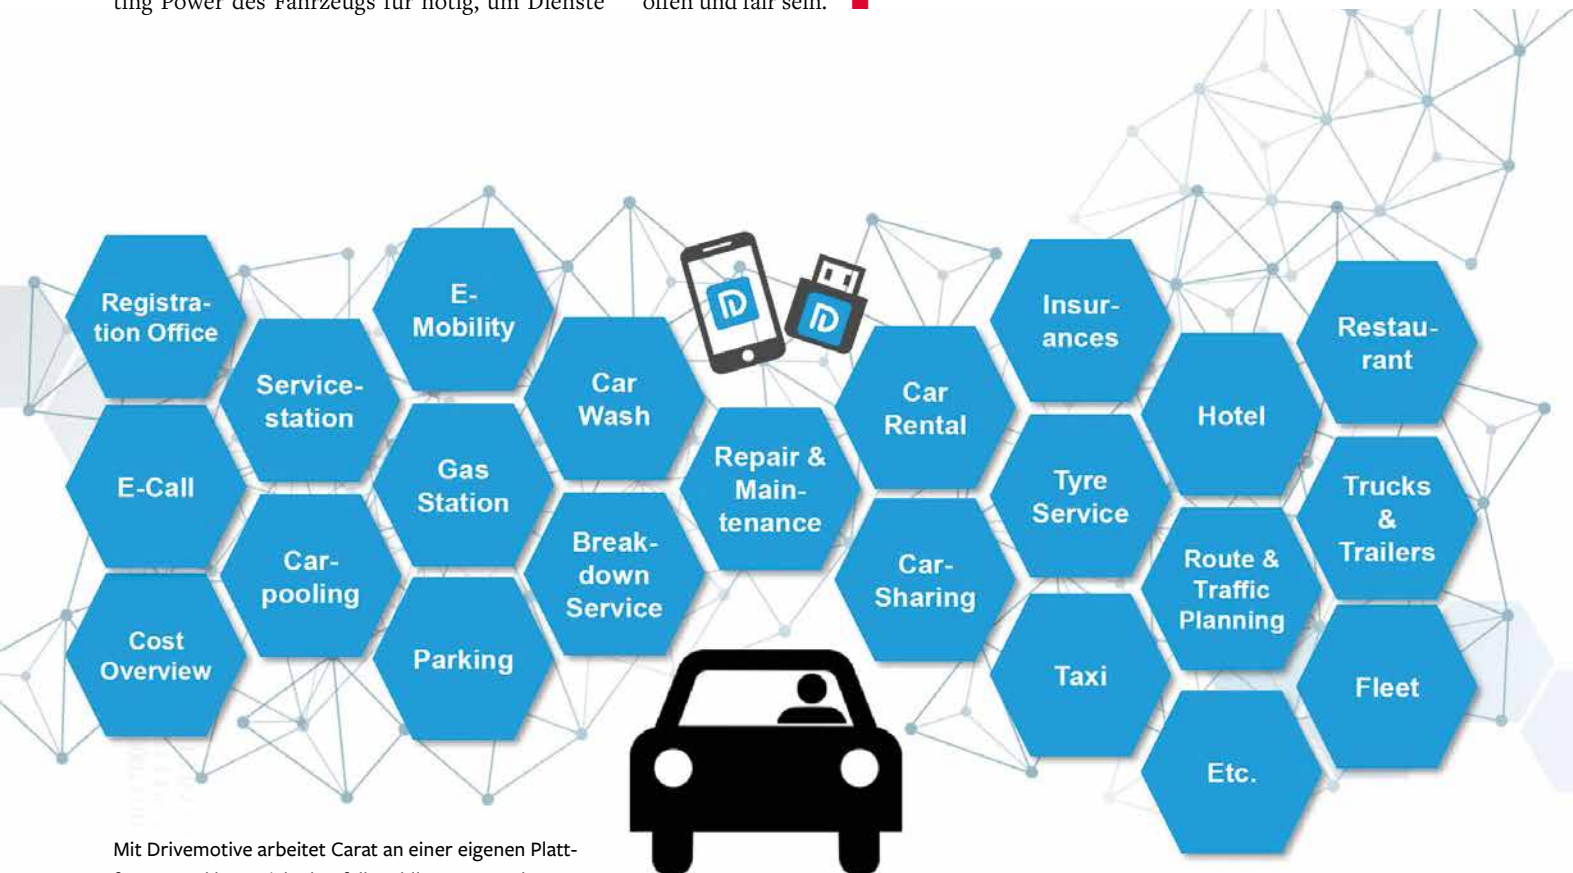 ting Power des Fahrzeugs für nötig, um Dienste
offen und fair sein.
Registra-
tion Office
E-Call
Cost
Overview
Service-
station
Car-
pooling
E-
Mobility
Gas
Station
Parking
Car
Wash
Break-
down
Service
Repair &
Main-
tenance
Car
Rental
Car-
Sharing
Insur-
ances
Tyre
Service
Taxi
Hotel
Route &
Traffic
Planning
Etc.
Restau-
rant
Trucks
&
Trailers
Fleet
Mit Drivemotive arbeitet Carat an einer eigenen Platt-